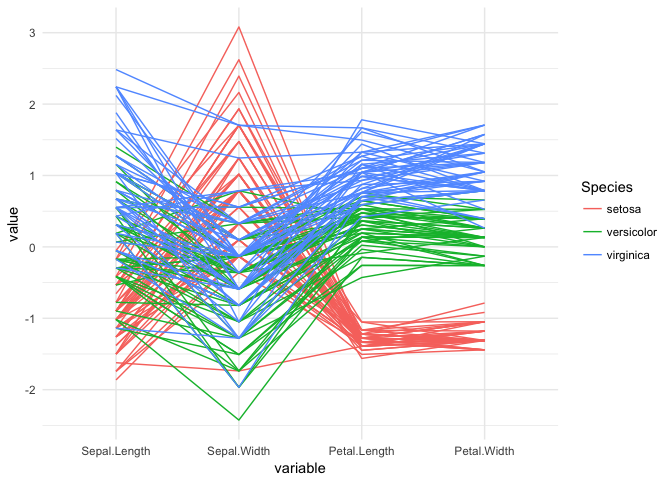 3
2
1
0
-1
-2
value
Sepal.Length Sepal.Width Petal.Length Petal.Width
variable
Species
setosa
versicolor
virginica